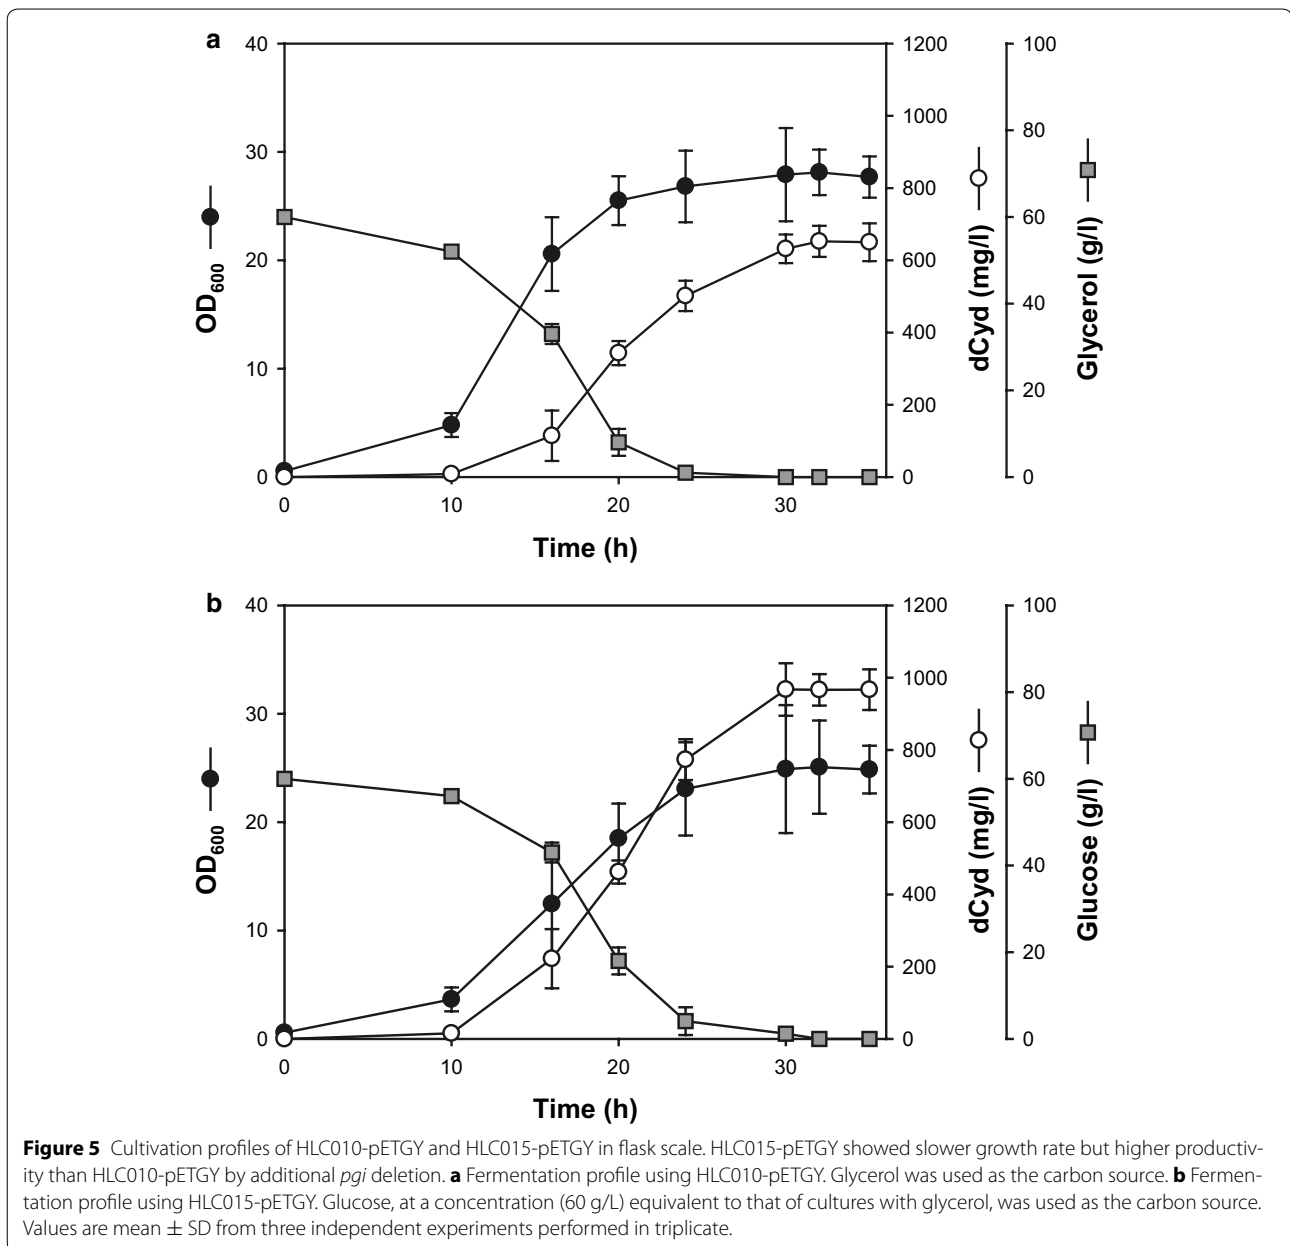 a
40
30
20
10
0
OD600
1200
1000
800
600
400
200
0
dCyd (mg/l)
100
80
60
40
20
0
Glycerol (g/l)
0 10 20 30
Time (h)
b
40
30
20
10
0
OD600
1200
1000
800
600
400
200
0
dCyd (mg/l)
100
80
60
40
20
0
Glucose (g/l)
0 10 20 30
Time (h)
Figure 5 Cultivation profiles of HLC010-pETGY and HLC015-pETGY in flask scale. HLC015-pETGY showed slower growth rate but higher productiv-
ity than HLC010-pETGY by additional pgi deletion. a Fermentation profile using HLC010-pETGY. Glycerol was used as the carbon source. b Fermen-
tation profile using HLC015-pETGY. Glucose, at a concentration (60 g/L) equivalent to that of cultures with glycerol, was used as the carbon source.
Values are mean ± SD from three independent experiments performed in triplicate.